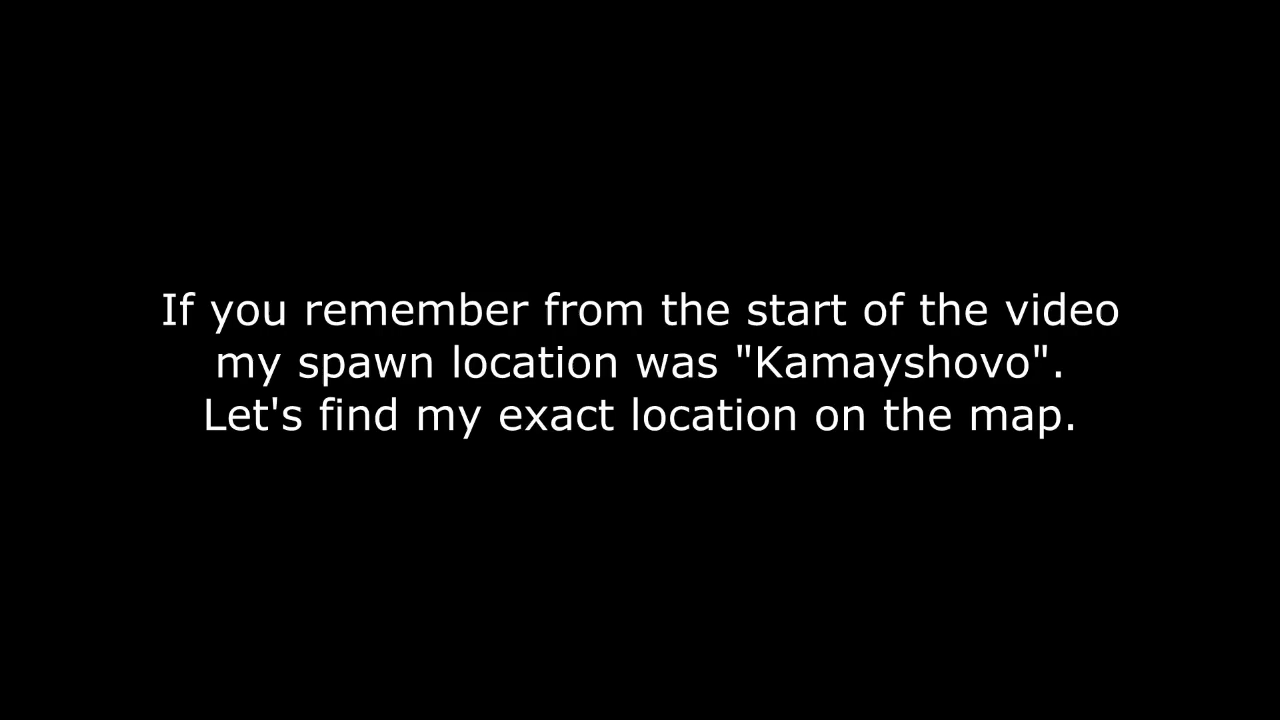 If you remember from the start of the video
my spawn location was "Kamayshovo".
Let's find my exact location on the map.